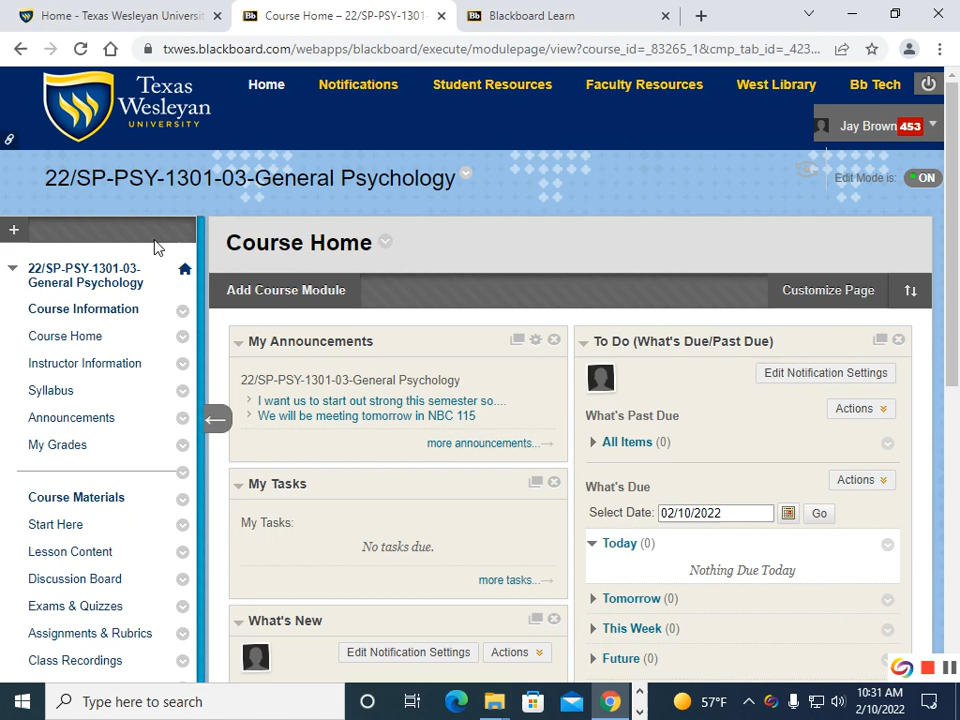 Home - Texas Wesleyan Universit
Course Home – 22/SP-PSY-1301-
Blackboard Learn
txwes.blackboard.com/webapps/blackboard/execute/modulepage/view?course_id=_83265_1&cmp_tab_id=_423...
Texas
Wesleyan
UNIVERSITY
Home
Notifications
Student Resources
Faculty Resources
West Library
Bb Tech
Jay Brown 453
22/SP-PSY-1301-03-General Psychology
Edit Mode is: ON
22/SP-PSY-1301-03-
General Psychology
Course Information
Course Home
Instructor Information
Syllabus
Announcements
My Grades
Course Materials
Start Here
Lesson Content
Discussion Board
Exams & Quizzes
Assignments & Rubrics
Class Recordings
Course Home
Add Course Module
Customize Page
My Announcements
22/SP-PSY-1301-03-General Psychology
I want us to start out strong this semester so....
We will be meeting tomorrow in NBC 115
more announcements...
My Tasks
My Tasks:
No tasks due.
more tasks...
What's New
Edit Notification Settings
Actions
To Do (What's Due/Past Due)
Edit Notification Settings
Actions
What's Past Due
All Items (0)
Actions
What's Due
Select Date: 02/10/2022 Go
Today (0)
Nothing Due Today
Tomorrow (0)
This Week (0)
Future (0)
Type here to search
57°F
10:31 AM
2/10/2022